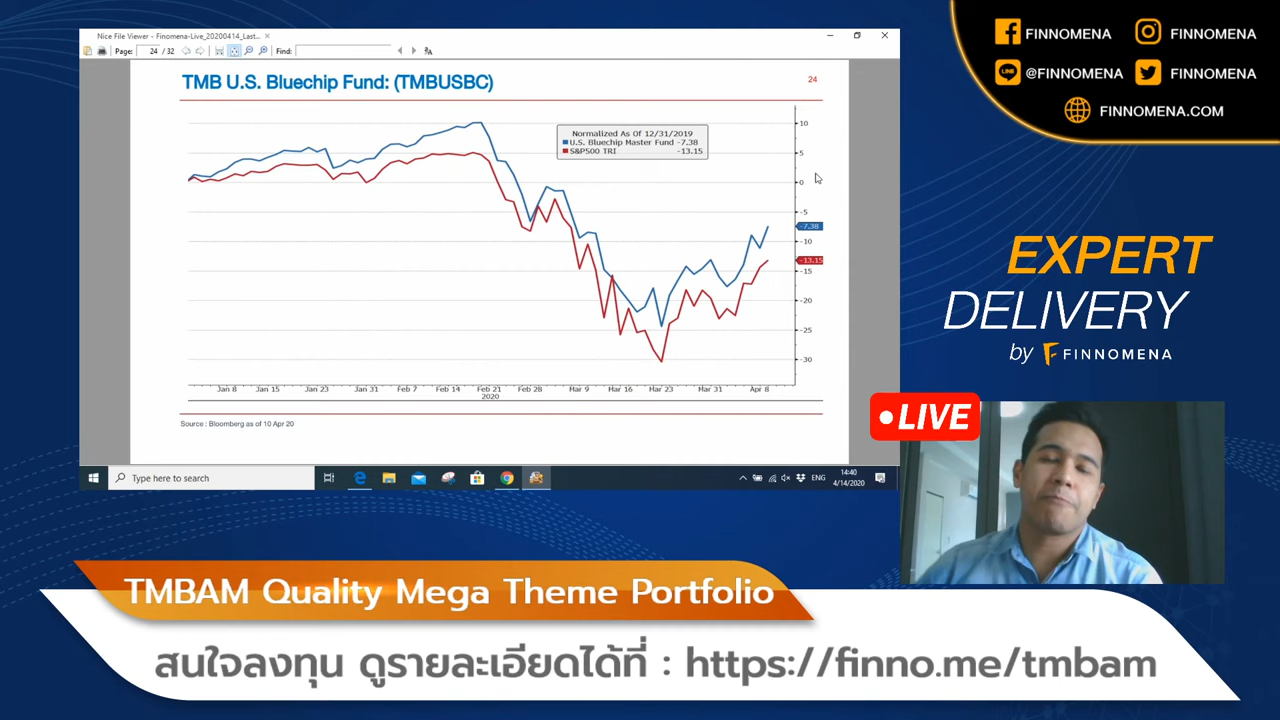 Nice File Viewer - Finomena-Live_20200414_Last...
Page: 24 / 32 Find:
TMB U.S. Bluechip Fund: (TMBUSBC)
24
Normalized As Of 12/31/2019
U.S. Bluechip Master Fund -7.38
S&P500 TRI -13.15
10
5
0
-5
-7.38
-10
-13.15
-15
-20
-25
-30
Jan 8 Jan 15 Jan 23 Jan 31 Feb 7 Feb 14 Feb 21 Feb 28 Mar 9 Mar 16 Mar 23 Mar 31 Apr 8
2020
Source : Bloomberg as of 10 Apr 20
Type here to search
ENG
14:40
4/14/2020
FINNOMENA FINNOMENA
LINE @FINNOMENA FINNOMENA
FINNOMENA.COM
EXPERT
DELIVERY
by FINNOMENA
LIVE
TMBAM Quality Mega Theme Portfolio
สนใจลงทุน ดูรายละเอียดได้ที่ : https://finno.me/tmbam